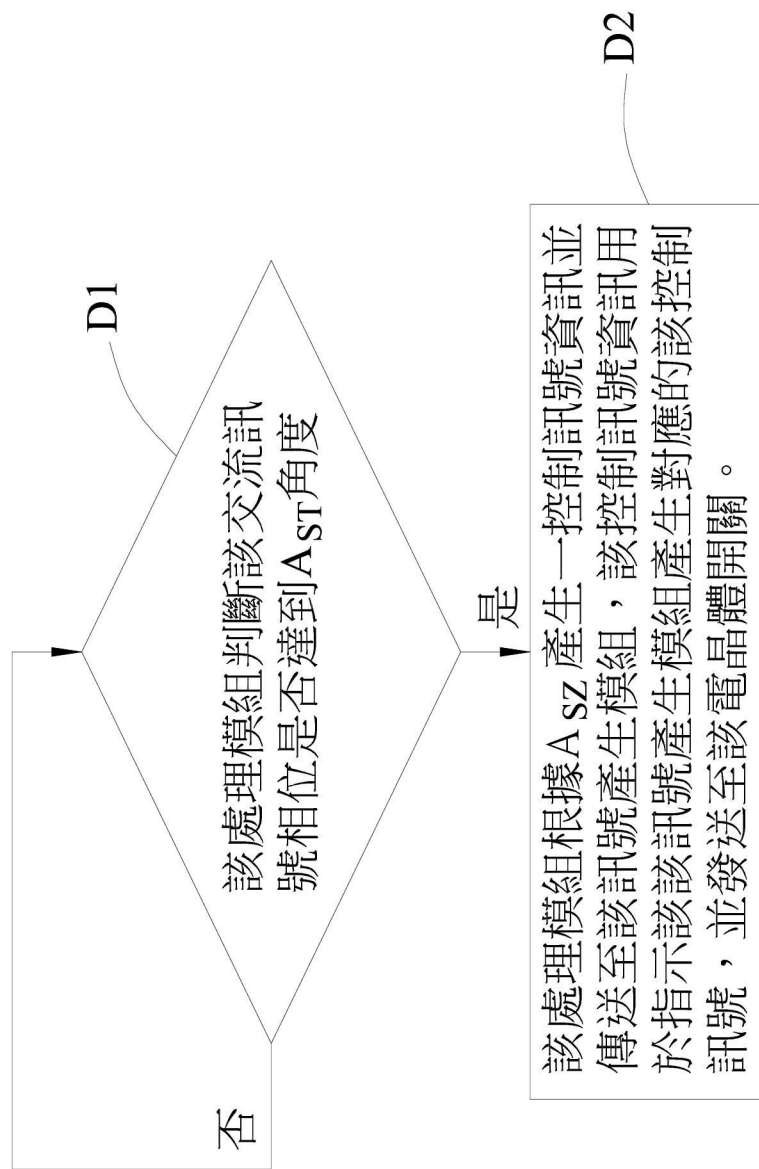 D1
該處理模組判斷該交流訊
號相位是否達到A_ST角度
否
是
D2
該處理模組根據A_SZ產生一控制訊號資訊並
傳送至該訊號產生模組，該控制訊號資訊用
於指示該該訊號產生模組產生對應的該控制
訊號，並發送至該電晶體開關。